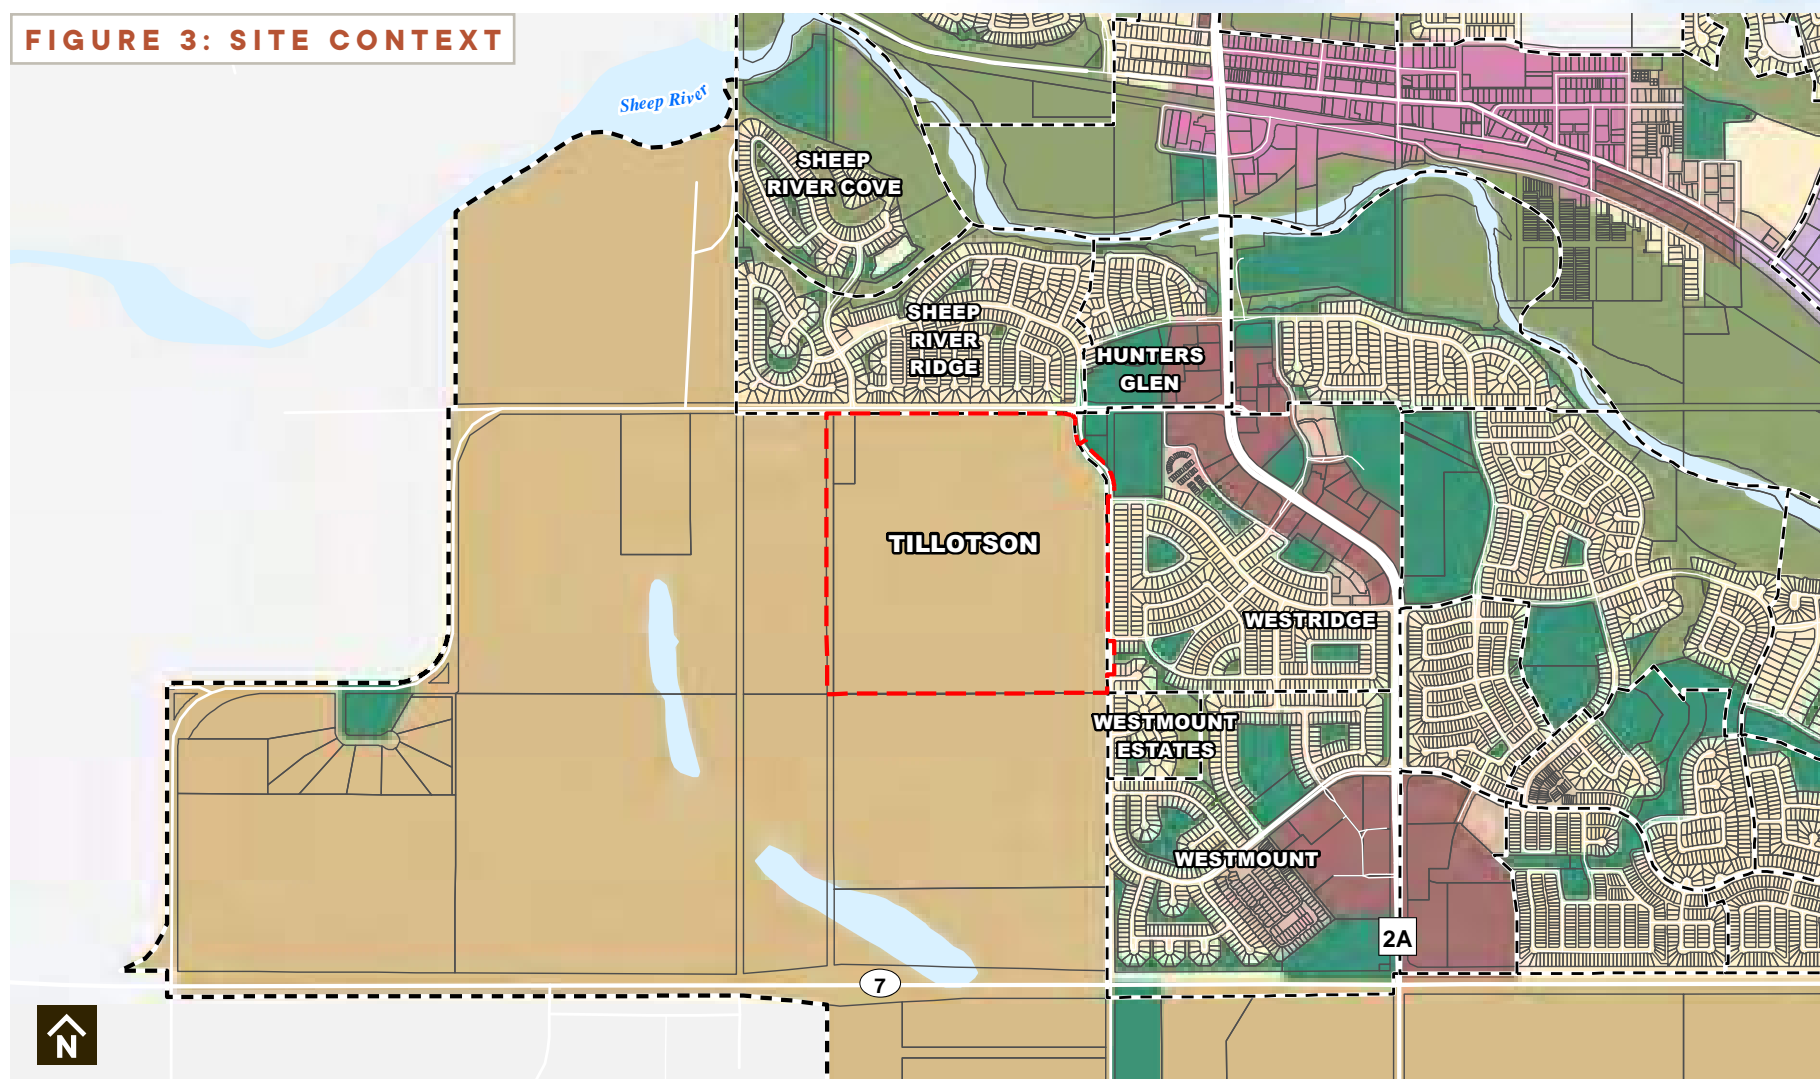 FIGURE 3: SITE CONTEXT
Sheep River
SHEEP
RIVER COVE
SHEEP
RIVER
RIDGE
HUNTERS
GLEN
TILLOTSON
WESTRIDGE
WESTMOUNT
ESTATES
WESTMOUNT
2A
7
N